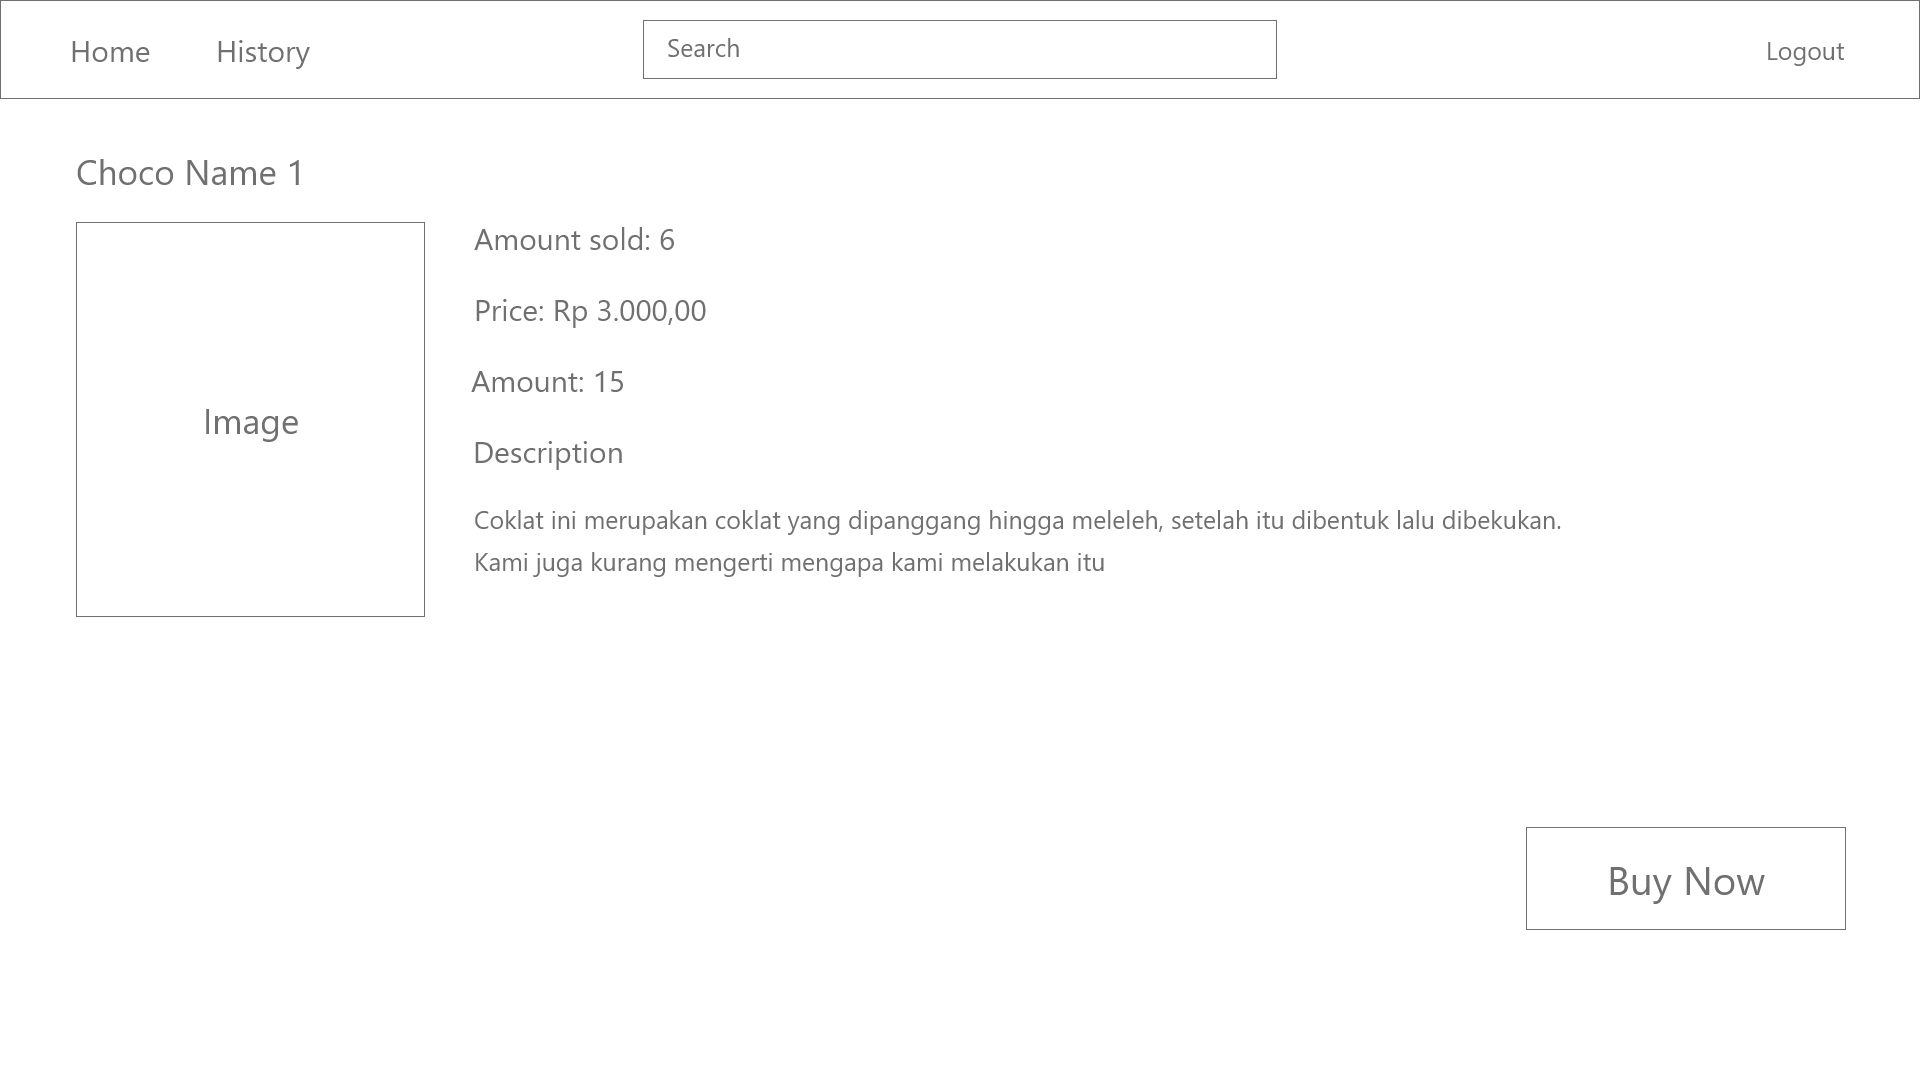 Home History Search Logout
Choco Name 1
Image
Amount sold: 6
Price: Rp 3.000,00
Amount: 15
Description
Coklat ini merupakan coklat yang dipanggang hingga meleleh, setelah itu dibentuk lalu dibekukan.
Kami juga kurang mengerti mengapa kami melakukan itu
Buy Now